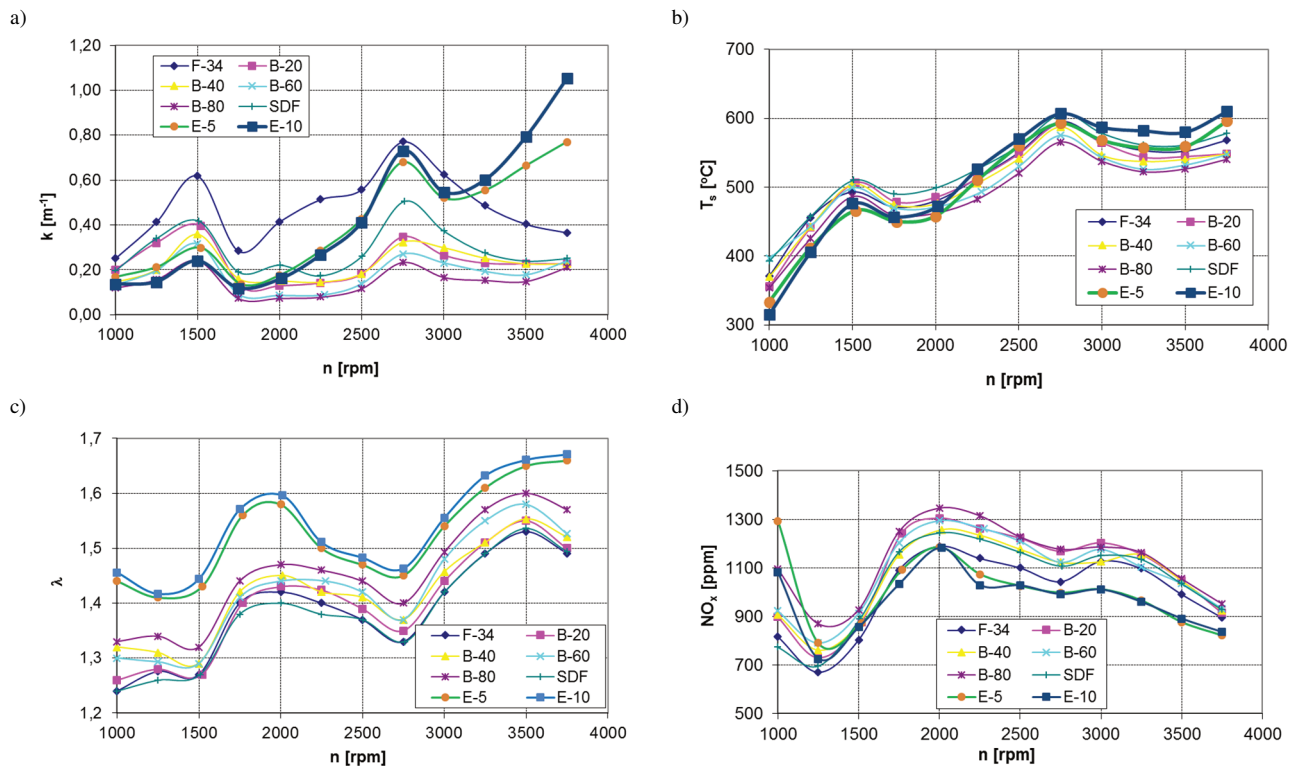 a)
1,20
1,00
0,80
0,60
0,40
0,20
0,00
k [m⁻¹]
F-34 B-20
B-40 B-60
B-80 SDF
E-5 E-10
1000 1500 2000 2500 3000 3500 4000
n [rpm]
b)
700
600
500
400
300
Tₛ [°C]
F-34 B-20
B-40 B-60
B-80 SDF
E-5 E-10
1000 1500 2000 2500 3000 3500 4000
n [rpm]
c)
1,7
1,6
1,5
1,4
1,3
1,2
λ
F-34 B-20
B-40 B-60
B-80 SDF
E-5 E-10
1000 1500 2000 2500 3000 3500 4000
n [rpm]
d)
1500
1300
1100
900
700
500
NOₓ [ppm]
F-34 B-20
B-40 B-60
B-80 SDF
E-5 E-10
1000 1500 2000 2500 3000 3500 4000
n [rpm]